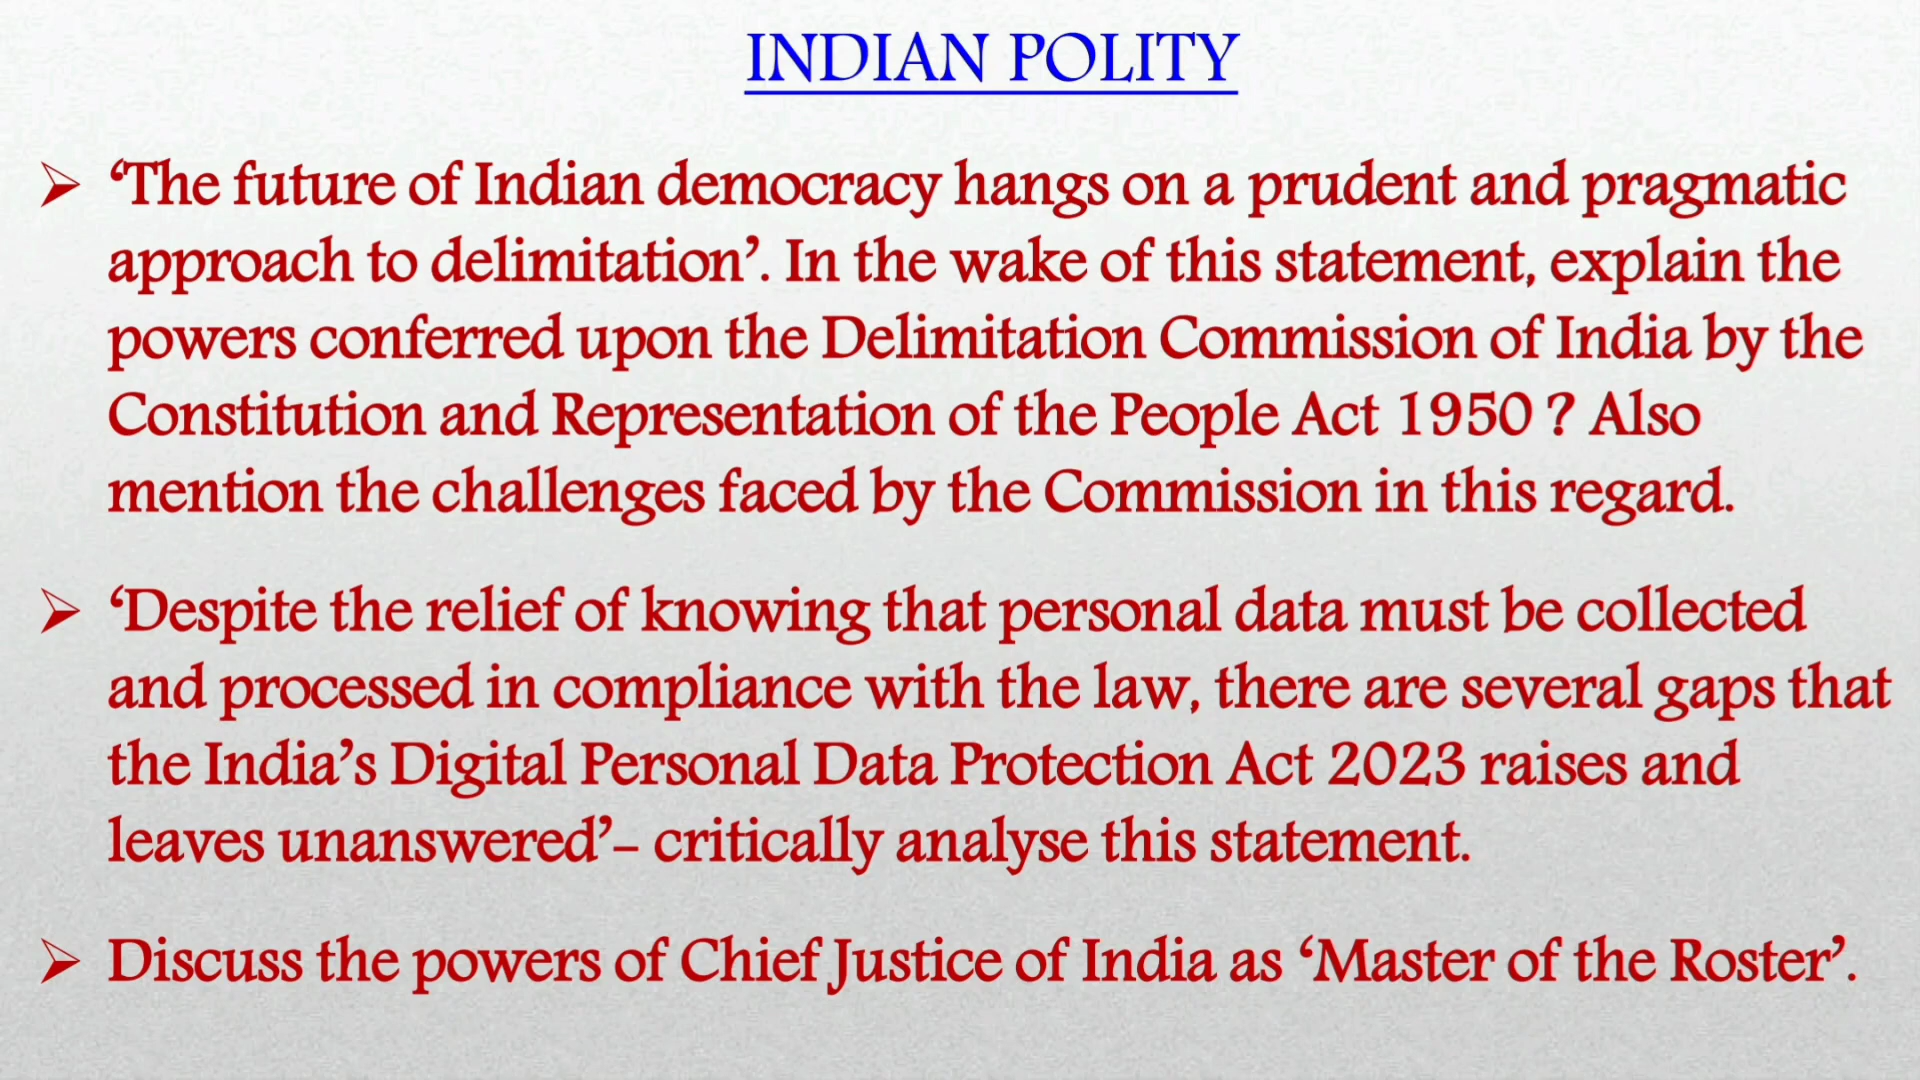 INDIAN POLITY
➢ ‘The future of Indian democracy hangs on a prudent and pragmatic
approach to delimitation’. In the wake of this statement, explain the
powers conferred upon the Delimitation Commission of India by the
Constitution and Representation of the People Act 1950 ? Also
mention the challenges faced by the Commission in this regard.
➢ ‘Despite the relief of knowing that personal data must be collected
and processed in compliance with the law, there are several gaps that
the India’s Digital Personal Data Protection Act 2023 raises and
leaves unanswered’– critically analyse this statement.
➢ Discuss the powers of Chief Justice of India as ‘Master of the Roster’.